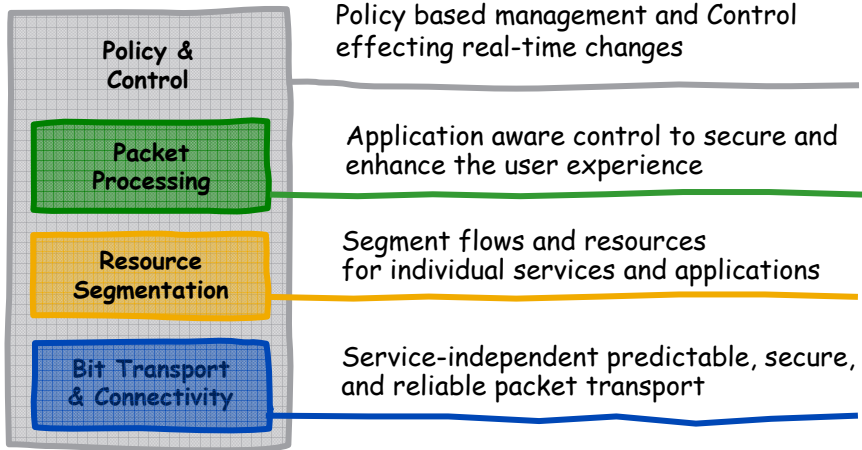 Policy &
Control
Policy based management and Control
effecting real-time changes
Packet
Processing
Application aware control to secure and
enhance the user experience
Resource
Segmentation
Segment flows and resources
for individual services and applications
Bit Transport
& Connectivity
Service-independent predictable, secure,
and reliable packet transport